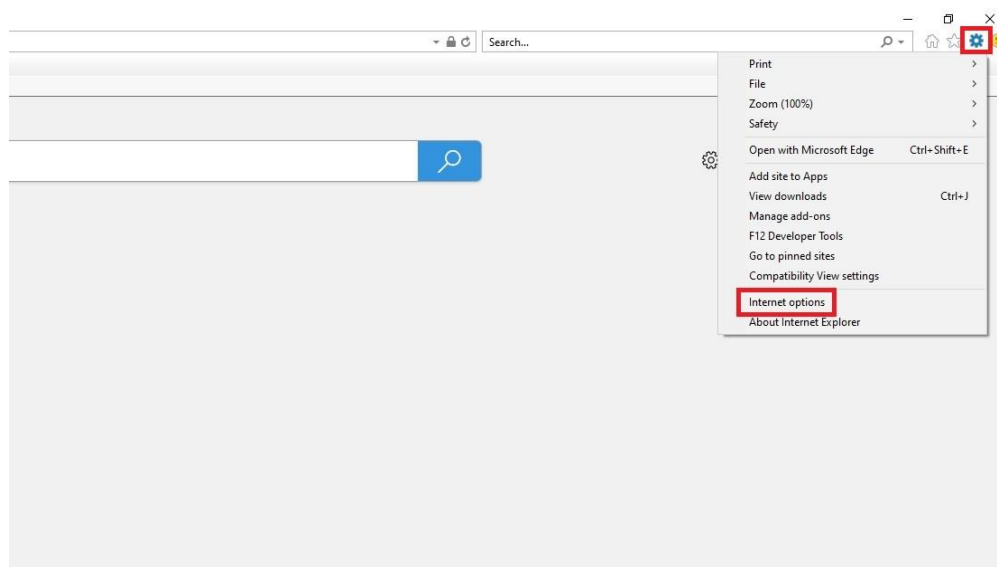 Search...
Print
File
Zoom (100%)
Safety
Open with Microsoft Edge Ctrl+Shift+E
Add site to Apps
View downloads Ctrl+J
Manage add-ons
F12 Developer Tools
Go to pinned sites
Compatibility View settings
Internet options
About Internet Explorer